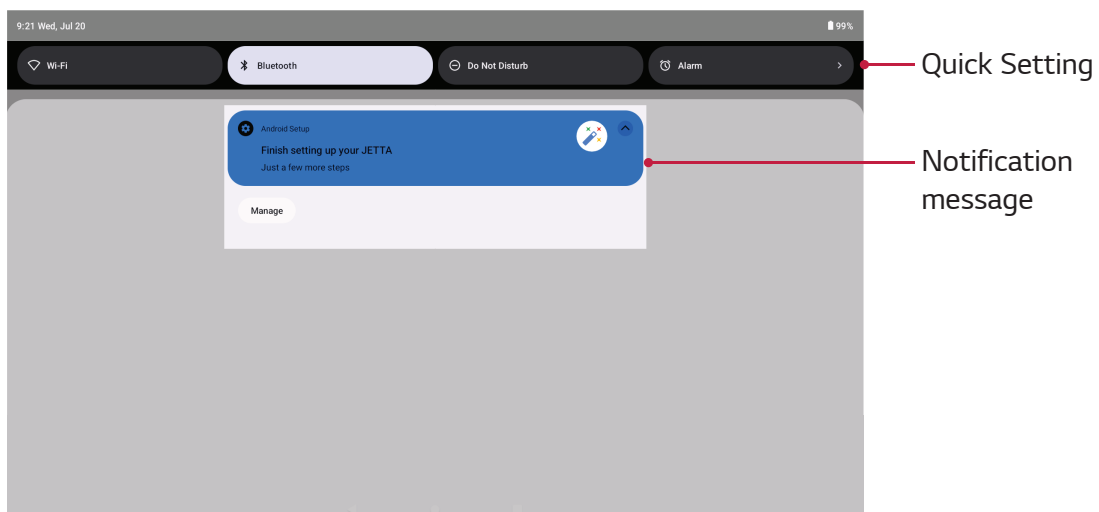 9:21 Wed, Jul 20 99%
Wi-Fi Bluetooth Do Not Disturb Alarm
Quick Setting
Android Setup
Finish setting up your JETTA
Just a few more steps
Notification
message
Manage